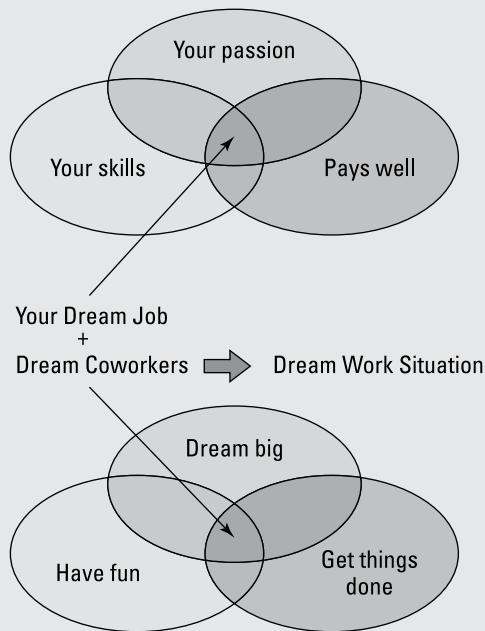 Your passion
Your skills
Pays well
Your Dream Job
+
Dream Coworkers
Dream Work Situation
Dream big
Have fun
Get things
done